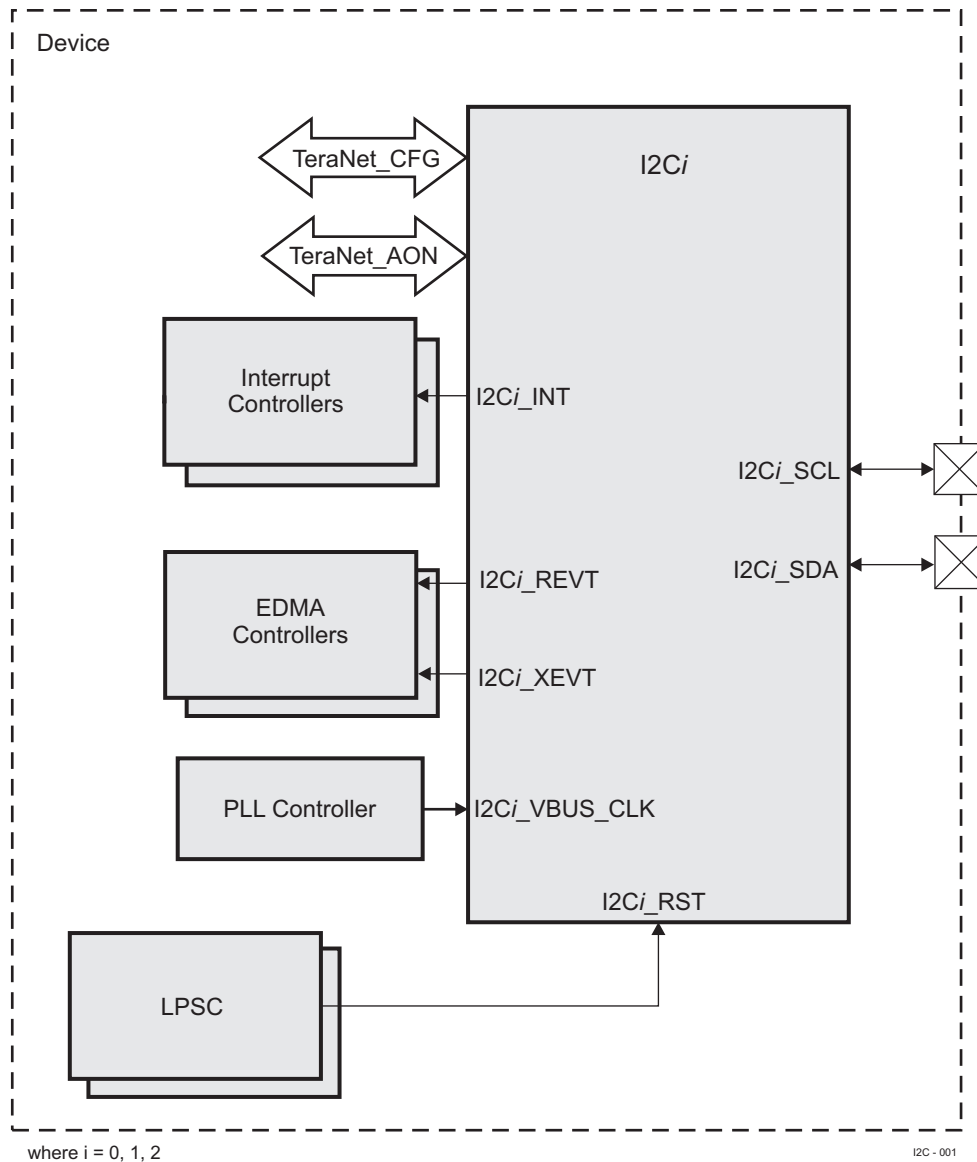 Device
TeraNet_CFG
I2Ci
TeraNet_AON
Interrupt
Controllers
I2Ci_INT
I2Ci_SCL
I2Ci_SDA
EDMA
Controllers
I2Ci_REVT
I2Ci_XEVT
PLL Controller
I2Ci_VBUS_CLK
I2Ci_RST
LPSC
where i = 0, 1, 2
I2C - 001